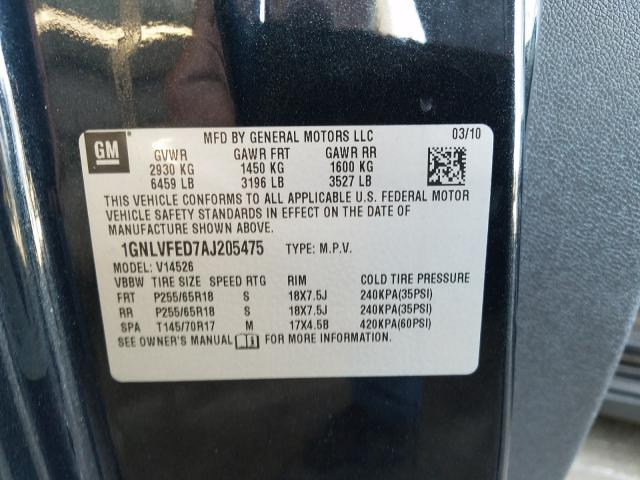 GM
MFD BY GENERAL MOTORS LLC 03/10
GVWR GAWR FRT GAWR RR
2930 KG 1450 KG 1600 KG
6459 LB 3196 LB 3527 LB
THIS VEHICLE CONFORMS TO ALL APPLICABLE U.S. FEDERAL MOTOR
VEHICLE SAFETY STANDARDS IN EFFECT ON THE DATE OF
MANUFACTURE SHOWN ABOVE.
1GNLVFED7AJ205475 TYPE: M.P.V.
MODEL: V14526
VBBW TIRE SIZE SPEED RTG RIM COLD TIRE PRESSURE
FRT P255/65R18 S 18X7.5J 240KPA(35PSI)
RR P255/65R18 S 18X7.5J 240KPA(35PSI)
SPA T145/70R17 M 17X4.5B 420KPA(60PSI)
SEE OWNER'S MANUAL FOR MORE INFORMATION.